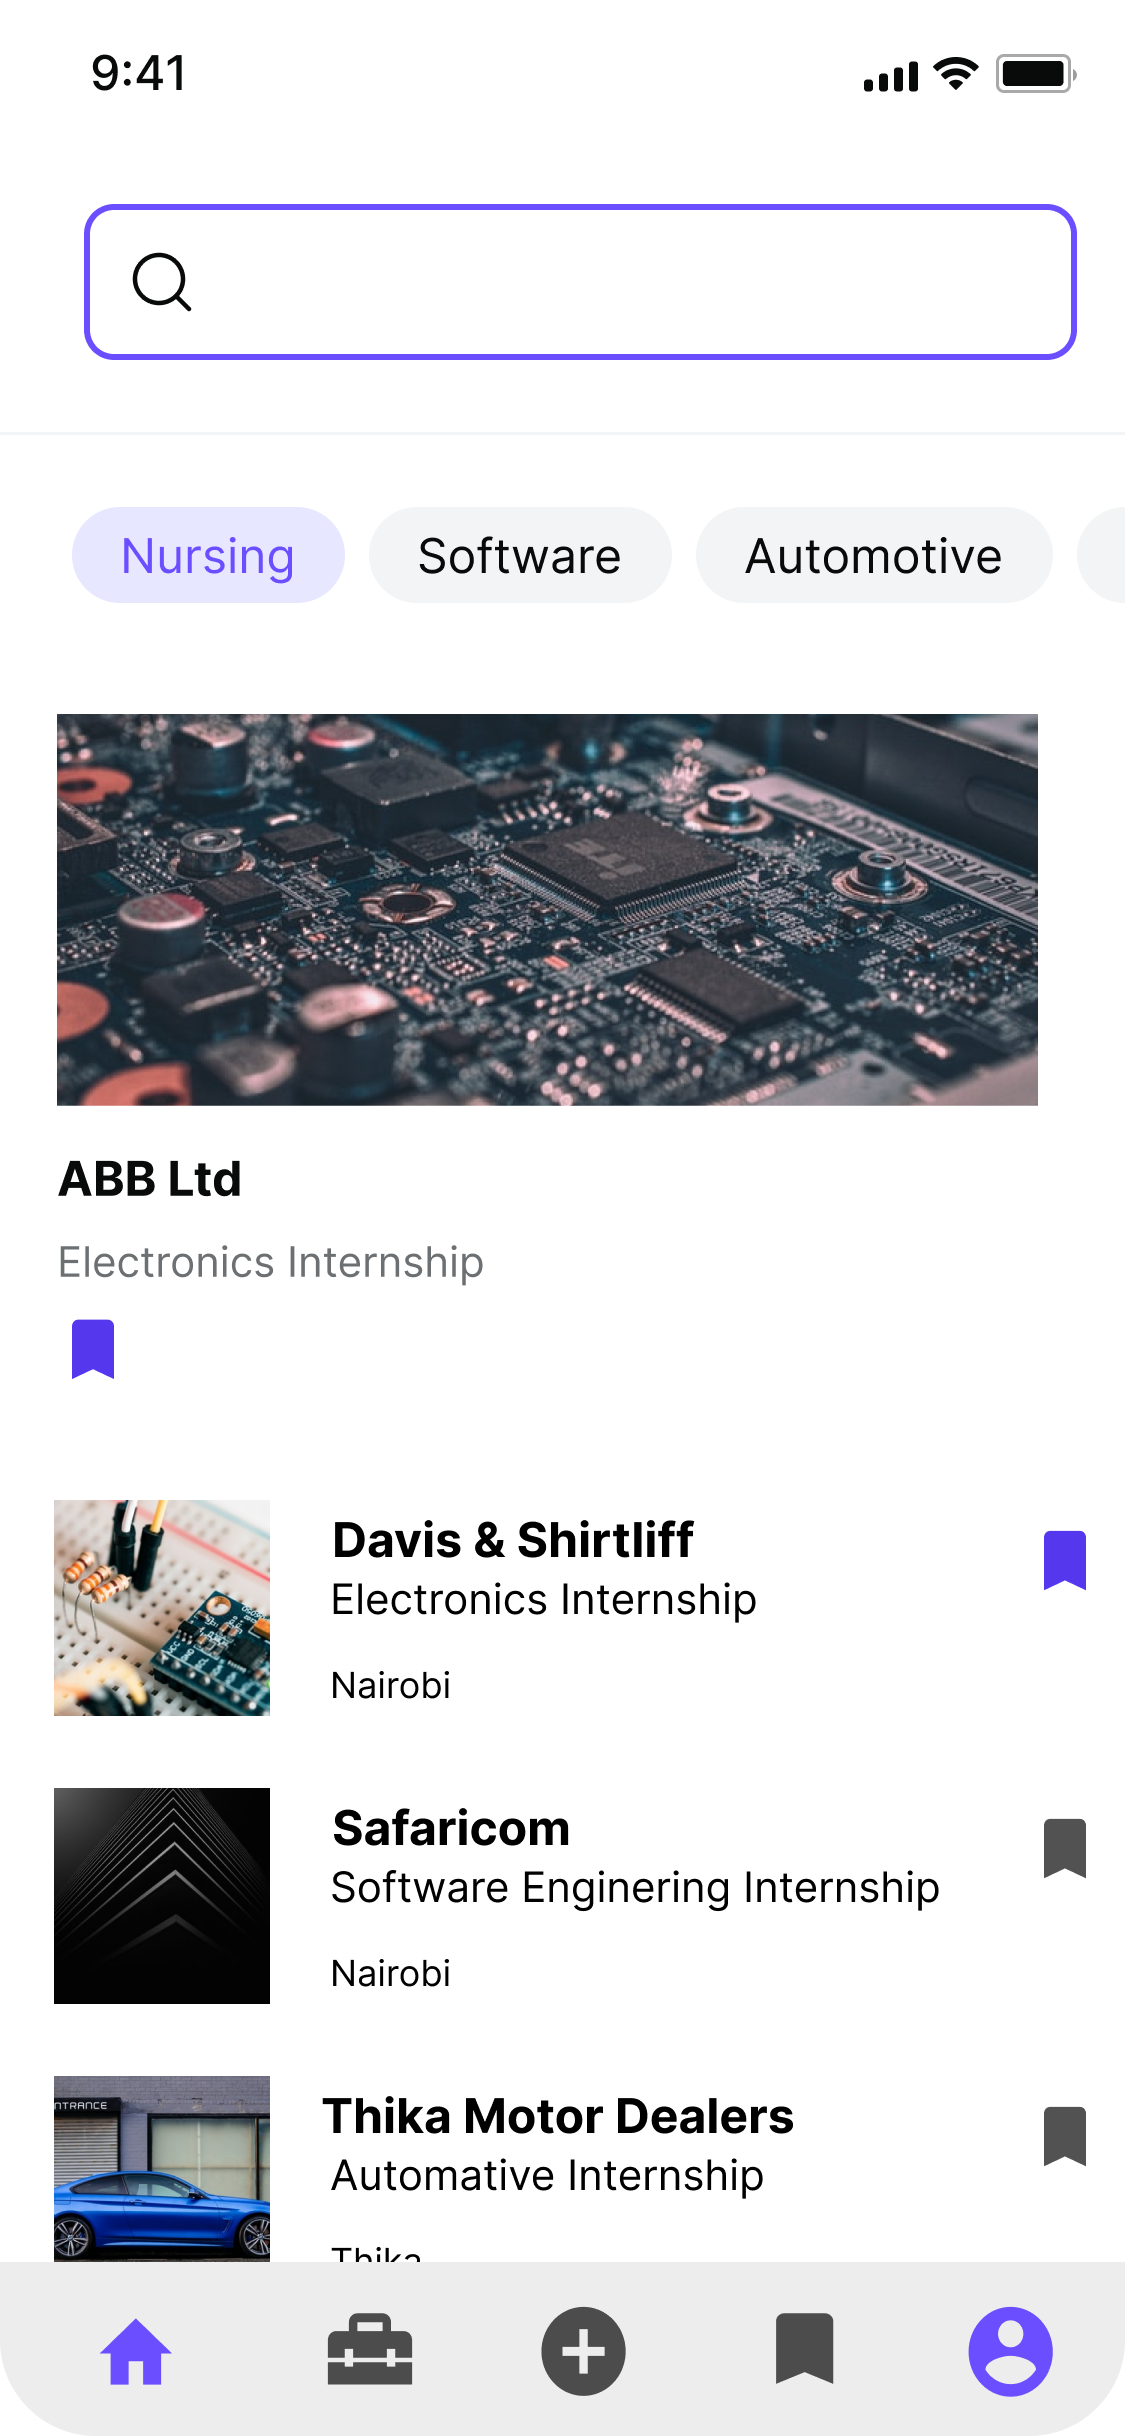 9:41
Nursing
Software
Automotive
ABB Ltd
Electronics Internship
Davis & Shirtliff
Electronics Internship
Nairobi
Safaricom
Software Enginering Internship
Nairobi
NTRANCE
Thika Motor Dealers
Automative Internship
Thika